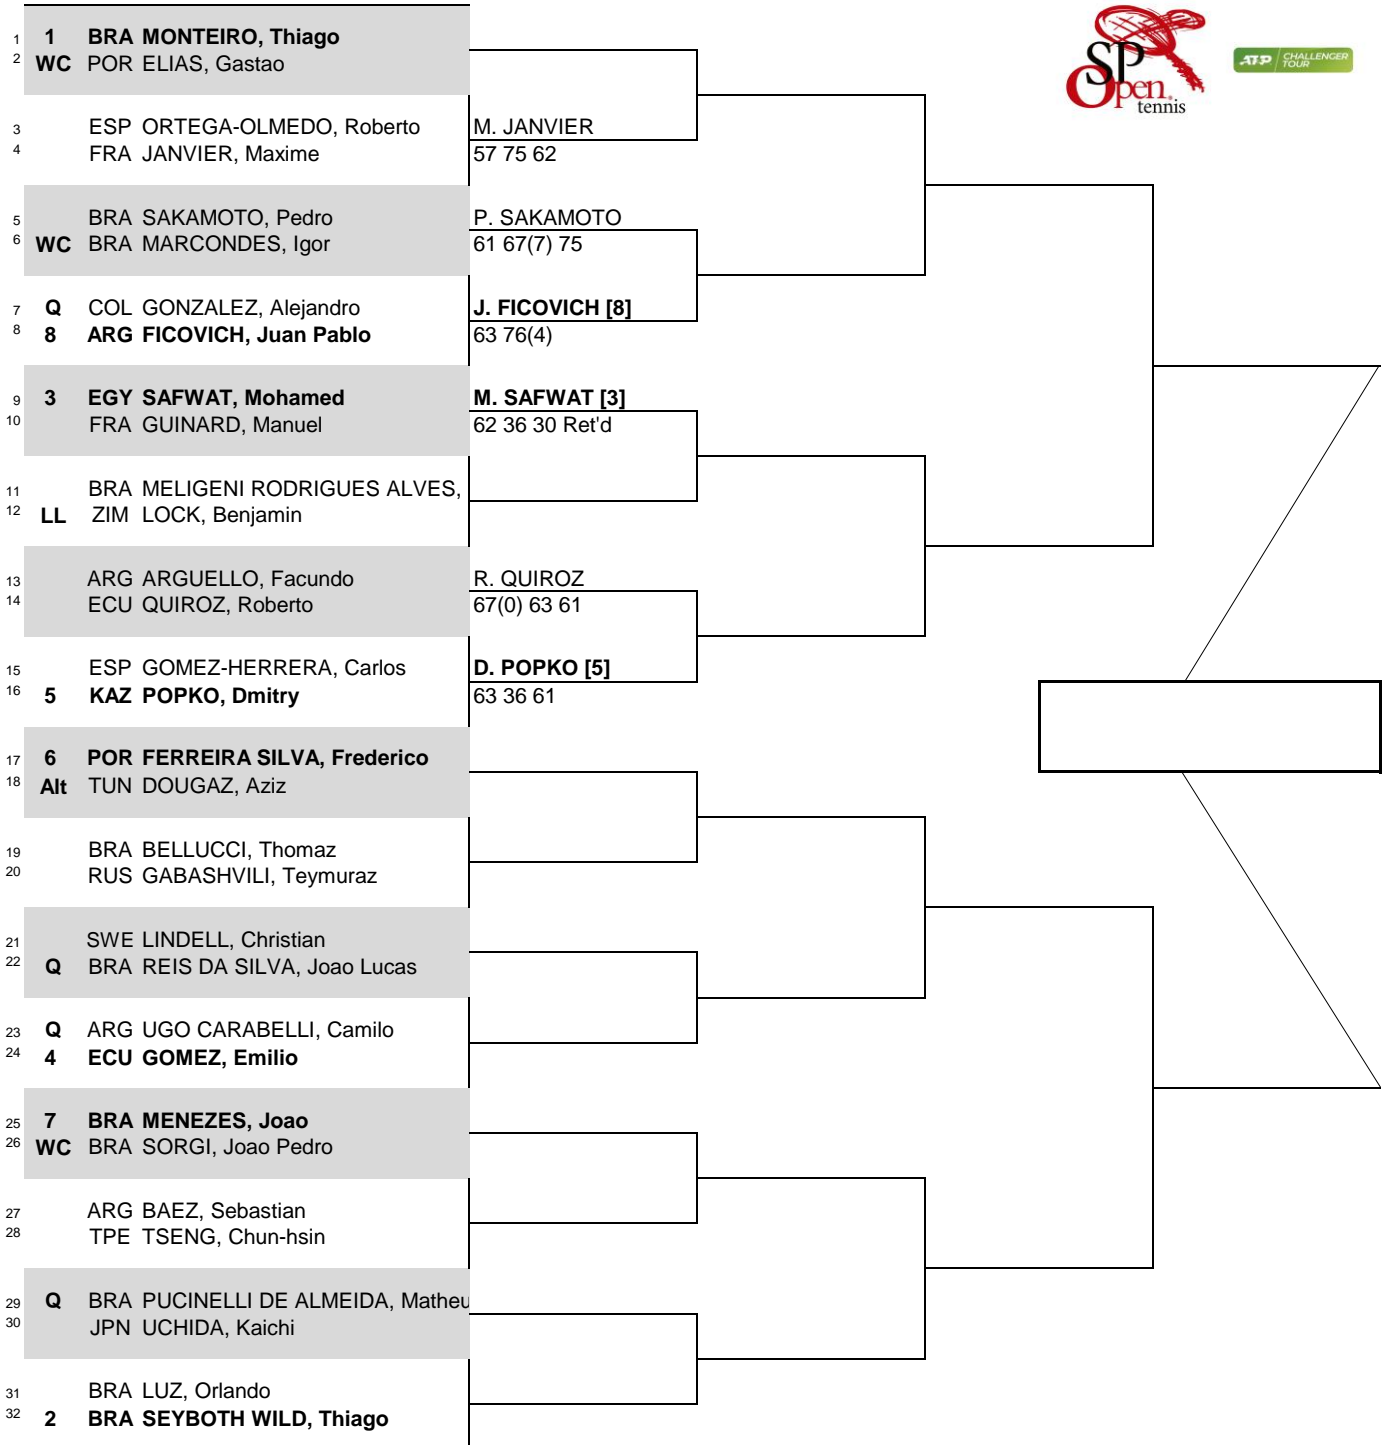 SP
Open.
tennis
ATP CHALLENGER TOUR
1 1 BRA MONTEIRO, Thiago
2 WC POR ELIAS, Gastao
3 ESP ORTEGA-OLMEDO, Roberto M. JANVIER
4 FRA JANVIER, Maxime 57 75 62
5 BRA SAKAMOTO, Pedro P. SAKAMOTO
6 WC BRA MARCONDES, Igor 61 67(7) 75
7 Q COL GONZALEZ, Alejandro J. FICOVICH [8]
8 8 ARG FICOVICH, Juan Pablo 63 76(4)
9 3 EGY SAFWAT, Mohamed M. SAFWAT [3]
10 FRA GUINARD, Manuel 62 36 30 Ret'd
11 BRA MELIGENI RODRIGUES ALVES,
12 LL ZIM LOCK, Benjamin
13 ARG ARGUELLO, Facundo R. QUIROZ
14 ECU QUIROZ, Roberto 67(0) 63 61
15 ESP GOMEZ-HERRERA, Carlos D. POPKO [5]
16 5 KAZ POPKO, Dmitry 63 36 61
17 6 POR FERREIRA SILVA, Frederico
18 Alt TUN DOUGAZ, Aziz
19 BRA BELLUCCI, Thomaz
20 RUS GABASHVILI, Teymuraz
21 SWE LINDELL, Christian
22 Q BRA REIS DA SILVA, Joao Lucas
23 Q ARG UGO CARABELLI, Camilo
24 4 ECU GOMEZ, Emilio
25 7 BRA MENEZES, Joao
26 WC BRA SORGI, Joao Pedro
27 ARG BAEZ, Sebastian
28 TPE TSENG, Chun-hsin
29 Q BRA PUCINELLI DE ALMEIDA, Matheu
30 JPN UCHIDA, Kaichi
31 BRA LUZ, Orlando
32 2 BRA SEYBOTH WILD, Thiago